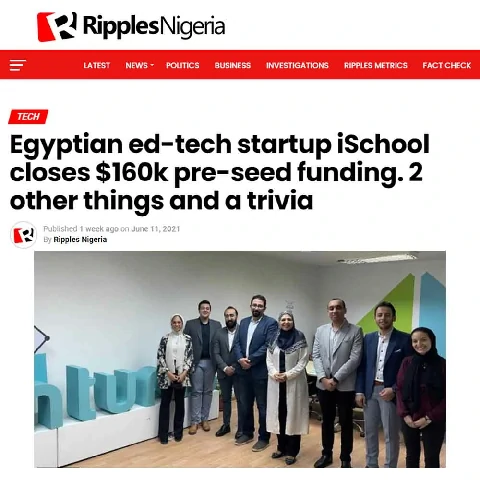 RipplesNigeria
LATEST NEWS POLITICS BUSINESS INVESTIGATIONS RIPPLES METRICS FACT CHECK
TECH
Egyptian ed-tech startup iSchool
closes $160k pre-seed funding. 2
other things and a trivia
Published 1 week ago on June 11, 2021
By Ripples Nigeria
ntu